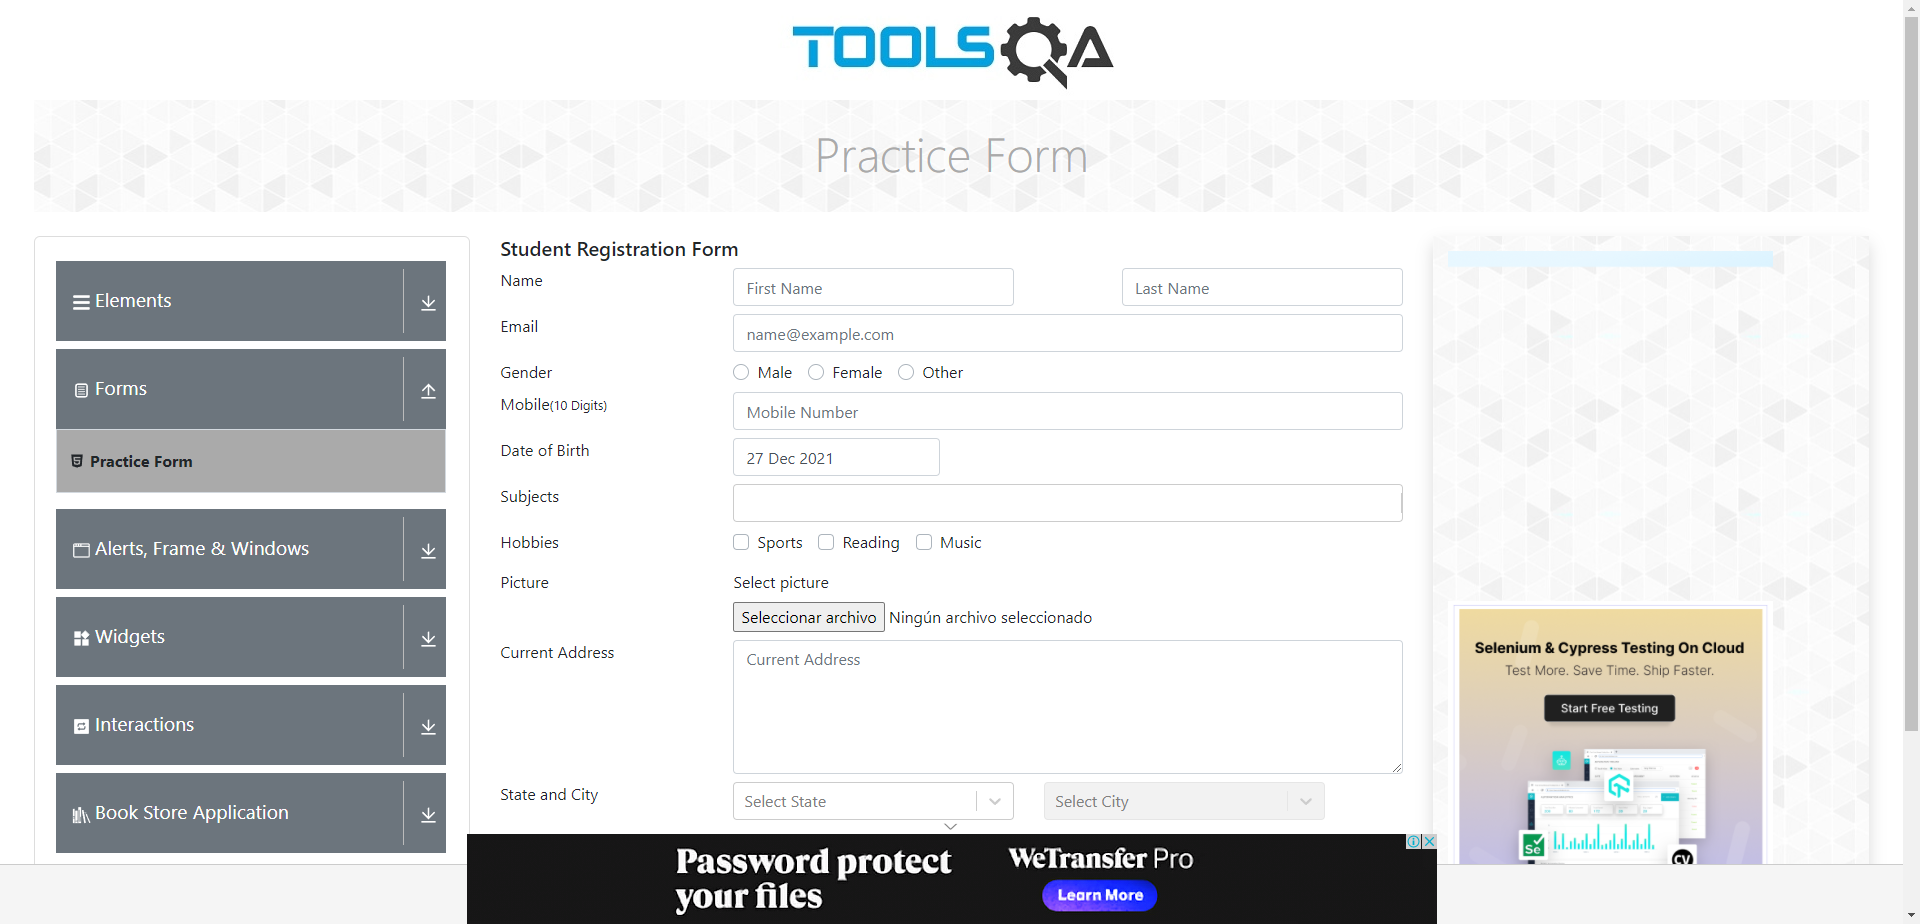 TOOLSQA
Practice Form
Elements
Forms
Practice Form
Alerts, Frame & Windows
Widgets
Interactions
Book Store Application
Student Registration Form
Name
First Name
Last Name
Email
name@example.com
Gender
Male Female Other
Mobile(10 Digits)
Mobile Number
Date of Birth
27 Dec 2021
Subjects
Hobbies
Sports Reading Music
Picture
Select picture
Seleccionar archivo Ningún archivo seleccionado
Current Address
Current Address
State and City
Select State
Select City
Selenium & Cypress Testing On Cloud
Test More. Save Time. Ship Faster.
Start Free Testing
Se
CV
Password protect
your files
WeTransfer Pro
Learn More